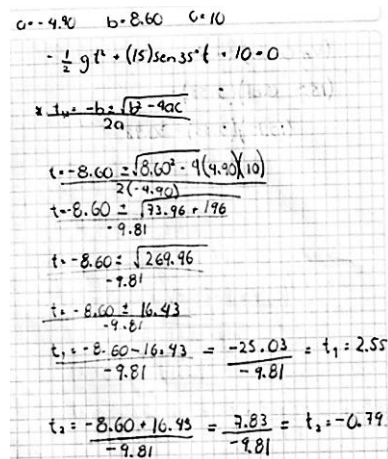 a=-4.90 b=8.60 c=10
- 1/2 g t² + (15) sen 35° t + 10 = 0
* t = -b ± √b² - 4ac / 2a
t = -8.60 ± √8.60² - 4(4.90)(10) / 2(-4.90)
t = -8.60 ± √73.96 + 196 / -9.81
t = -8.60 ± √269.96 / -9.81
t = -8.60 ± 16.43 / -9.81
t₁ = -8.60 - 16.43 / -9.81 = -25.03 / -9.81 = t₁ = 2.55
t₂ = -8.60 + 16.43 / -9.81 = 7.83 / -9.81 = t₂ = -0.79